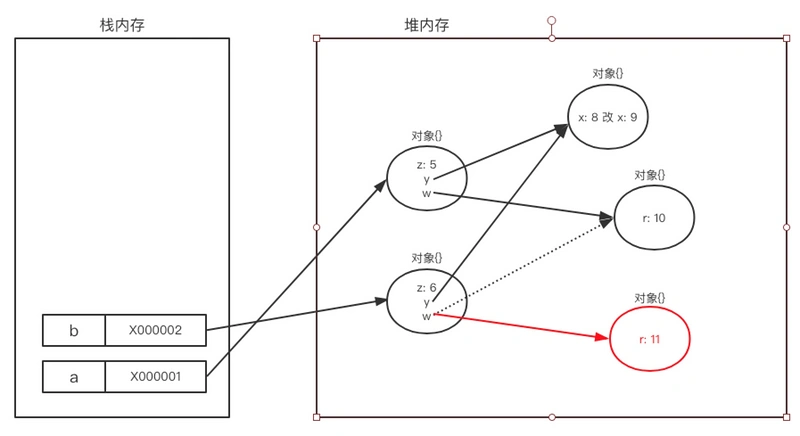 栈内存
堆内存
对象{}
x: 8 改 x: 9
对象{}
z: 5
y
w
对象{}
r: 10
对象{}
z: 6
y
w
对象{}
r: 11
b
X000002
a
X000001